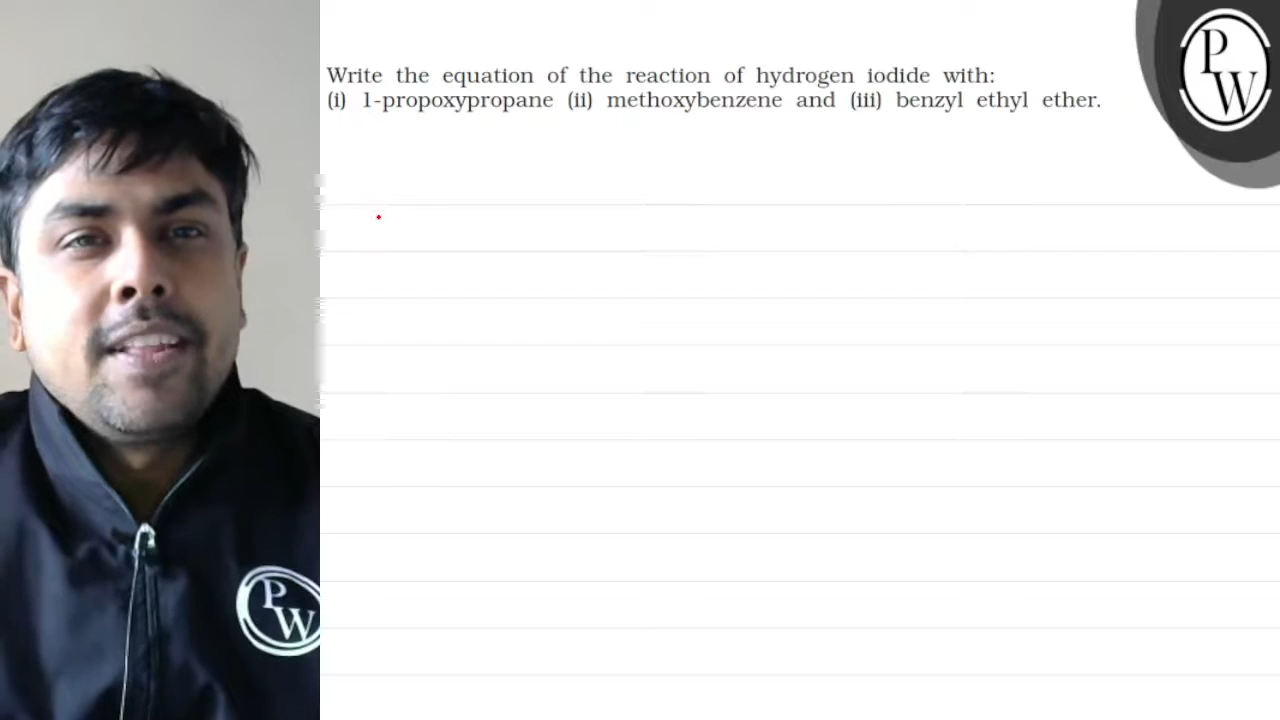 Write the equation of the reaction of hydrogen iodide with:
(i) 1-propoxypropane (ii) methoxybenzene and (iii) benzyl ethyl ether.
P
W
P
W